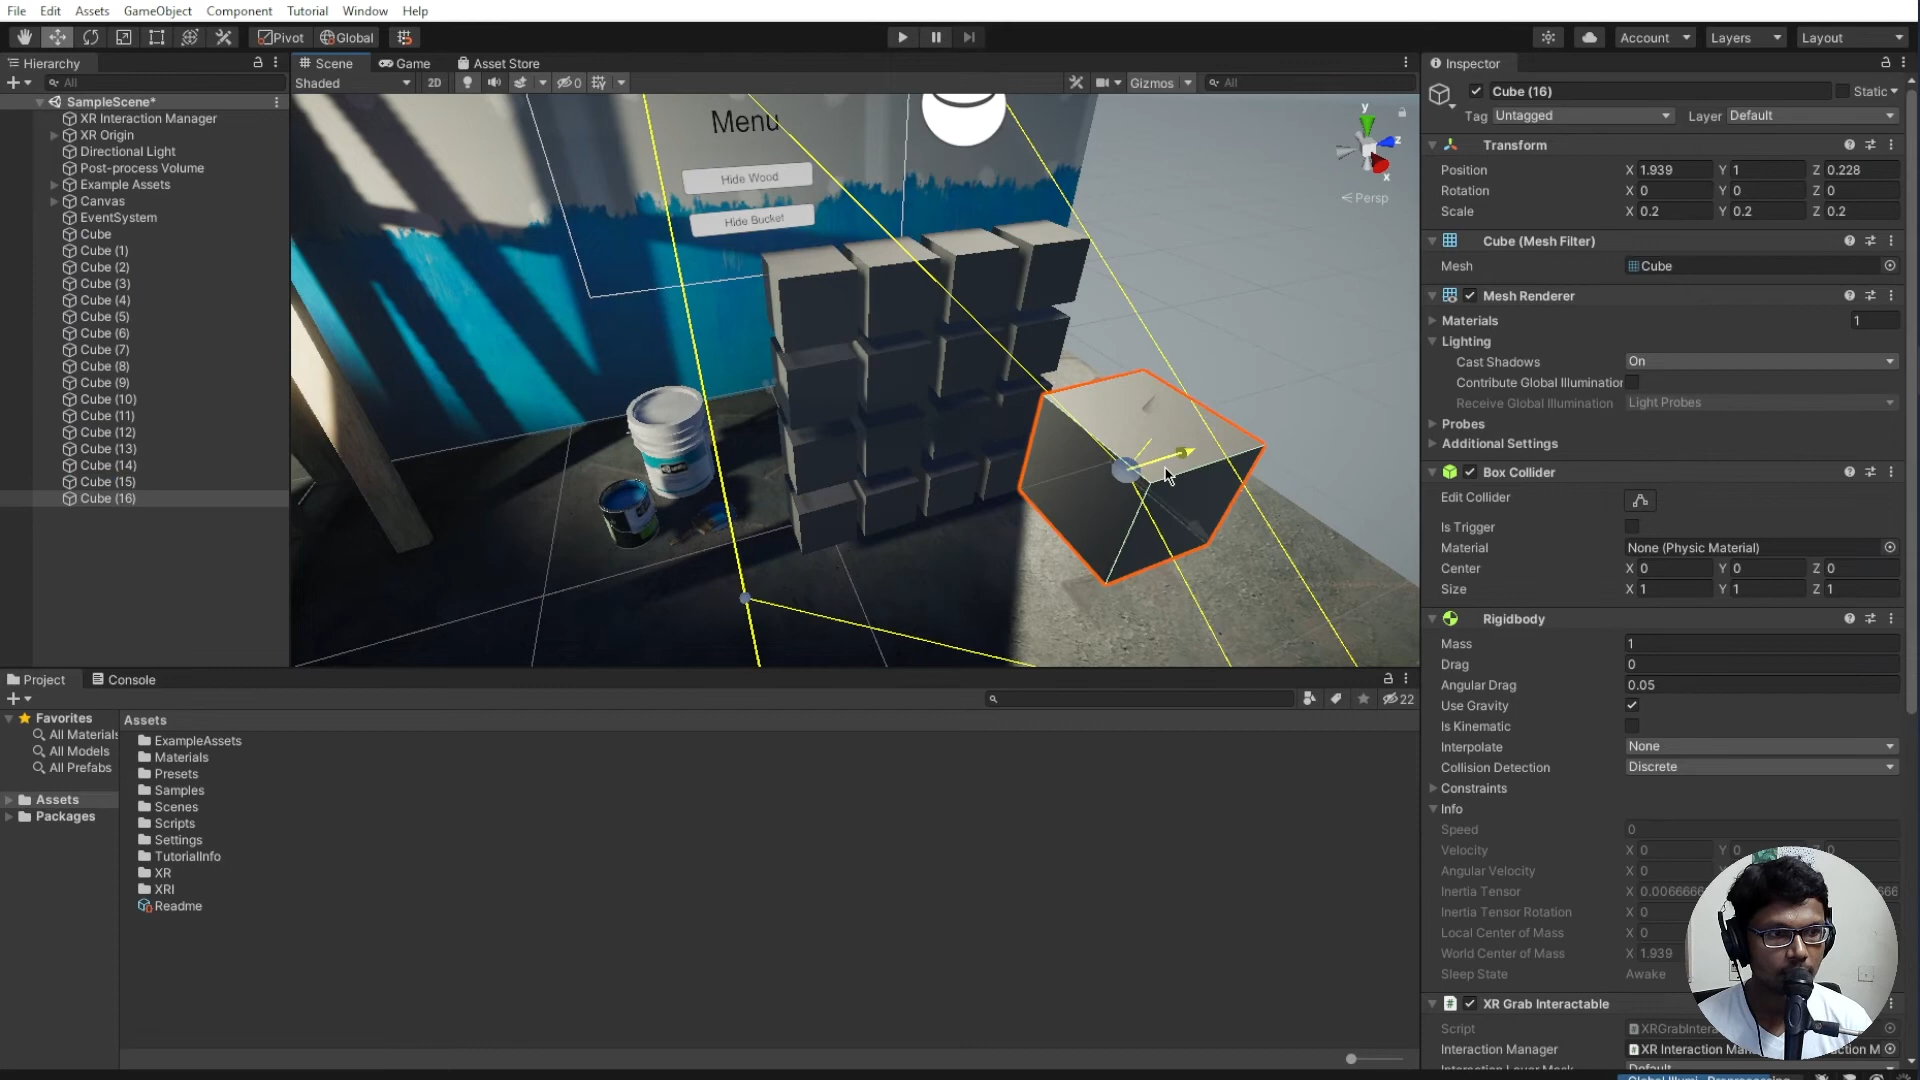 File Edit Assets GameObject Component Tutorial Window Help
Pivot Global Account Layers Layout
Hierarchy
All
SampleScene*
XR Interaction Manager
XR Origin
Directional Light
Post-process Volume
Example Assets
Canvas
EventSystem
Cube
Cube (1)
Cube (2)
Cube (3)
Cube (4)
Cube (5)
Cube (6)
Cube (7)
Cube (8)
Cube (9)
Cube (10)
Cube (11)
Cube (12)
Cube (13)
Cube (14)
Cube (15)
Cube (16)
Scene Game Asset Store
Shaded 2D 0 Gizmos All
Menu
Hide Wood
Hide Bucket
y
z
x
Persp
Inspector
Cube (16) Static
Tag Untagged Layer Default
Transform
Position X 1.939 Y 1 Z 0.228
Rotation X 0 Y 0 Z 0
Scale X 0.2 Y 0.2 Z 0.2
Cube (Mesh Filter)
Mesh Cube
Mesh Renderer
Materials 1
Lighting
Cast Shadows On
Contribute Global Illumination
Receive Global Illumination Light Probes
Probes
Additional Settings
Box Collider
Edit Collider
Is Trigger
Material None (Physic Material)
Center X 0 Y 0 Z 0
Size X 1 Y 1 Z 1
Rigidbody
Mass 1
Drag 0
Angular Drag 0.05
Use Gravity
Is Kinematic
Interpolate None
Collision Detection Discrete
Constraints
Info
Speed 0
Velocity X 0 Y 0 0
Angular Velocity X 0
Inertia Tensor X 0.0066666 66
Inertia Tensor Rotation X 0
Local Center of Mass X 0
World Center of Mass X 1.939
Sleep State Awake
XR Grab Interactable
Script XRGrabIntera
Interaction Manager XR Interaction Man ction M
Project Console
22
Favorites
All Materials
All Models
All Prefabs
Assets
Packages
Assets
ExampleAssets
Materials
Presets
Samples
Scenes
Scripts
Settings
TutorialInfo
XR
XRI
Readme